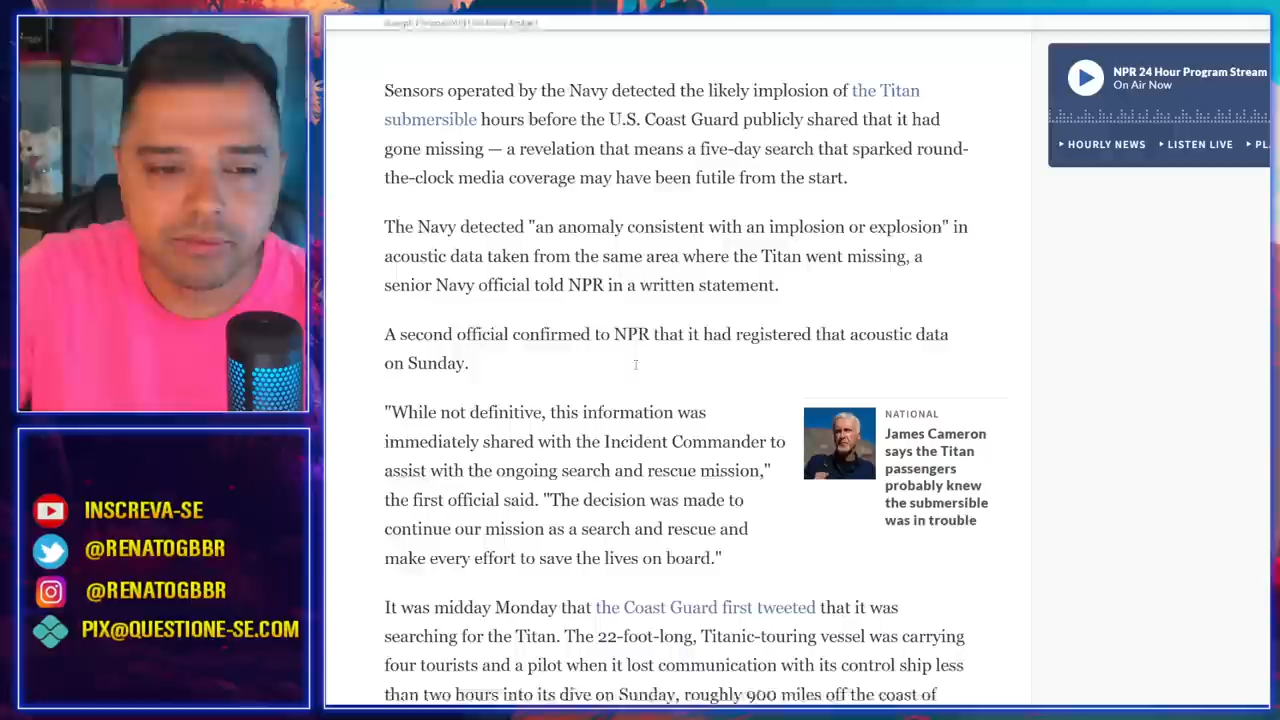 Sensors operated by the Navy detected the likely implosion of the Titan
submersible hours before the U.S. Coast Guard publicly shared that it had
gone missing — a revelation that means a five-day search that sparked round-
the-clock media coverage may have been futile from the start.
The Navy detected "an anomaly consistent with an implosion or explosion" in
acoustic data taken from the same area where the Titan went missing, a
senior Navy official told NPR in a written statement.
A second official confirmed to NPR that it had registered that acoustic data
on Sunday.
"While not definitive, this information was
immediately shared with the Incident Commander to
assist with the ongoing search and rescue mission,"
the first official said. "The decision was made to
continue our mission as a search and rescue and
make every effort to save the lives on board."
It was midday Monday that the Coast Guard first tweeted that it was
searching for the Titan. The 22-foot-long, Titanic-touring vessel was carrying
four tourists and a pilot when it lost communication with its control ship less
than two hours into its dive on Sunday, roughly 900 miles off the coast of
NATIONAL
James Cameron
says the Titan
passengers
probably knew
the submersible
was in trouble
NPR 24 Hour Program Stream
On Air Now
HOURLY NEWS LISTEN LIVE
INSCREVA-SE
@RENATOGBBR
@RENATOGBBR
PIX@QUESTIONE-SE.COM